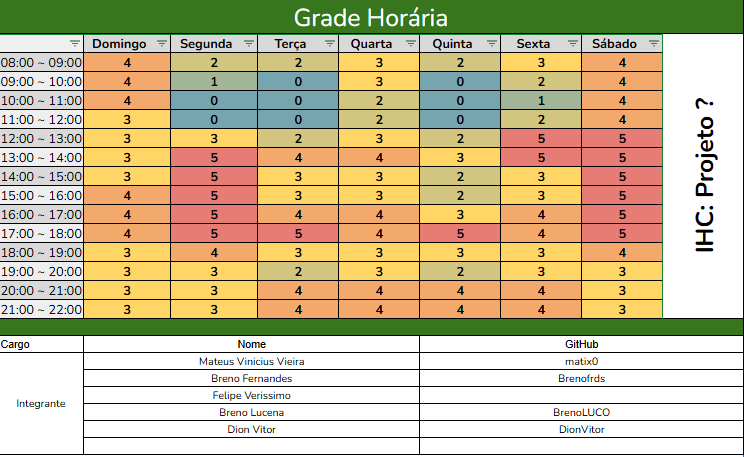 Grade Horária
Domingo Segunda Terça Quarta Quinta Sexta Sábado
08:00 ~ 09:00 4 2 2 3 2 3 4
09:00 ~ 10:00 4 1 0 3 0 2 4
10:00 ~ 11:00 4 0 0 2 0 1 4
11:00 ~ 12:00 3 0 0 2 0 2 4
12:00 ~ 13:00 3 3 2 3 2 5 5
13:00 ~ 14:00 3 5 4 4 3 5 5
14:00 ~ 15:00 3 5 3 3 2 3 5
15:00 ~ 16:00 4 5 3 3 2 3 5
16:00 ~ 17:00 4 5 4 4 3 4 5
17:00 ~ 18:00 4 5 5 4 5 4 5
18:00 ~ 19:00 3 4 3 3 3 3 4
19:00 ~ 20:00 3 3 2 3 2 3 3
20:00 ~ 21:00 3 3 4 4 4 4 3
21:00 ~ 22:00 3 3 4 4 4 4 3
IHC: Projeto ?
Cargo Nome GitHub
Integrante
Mateus Vinicius Vieira matix0
Breno Fernandes Brenofrds
Felipe Verissimo
Breno Lucena BrenoLUCO
Dion Vitor DionVitor